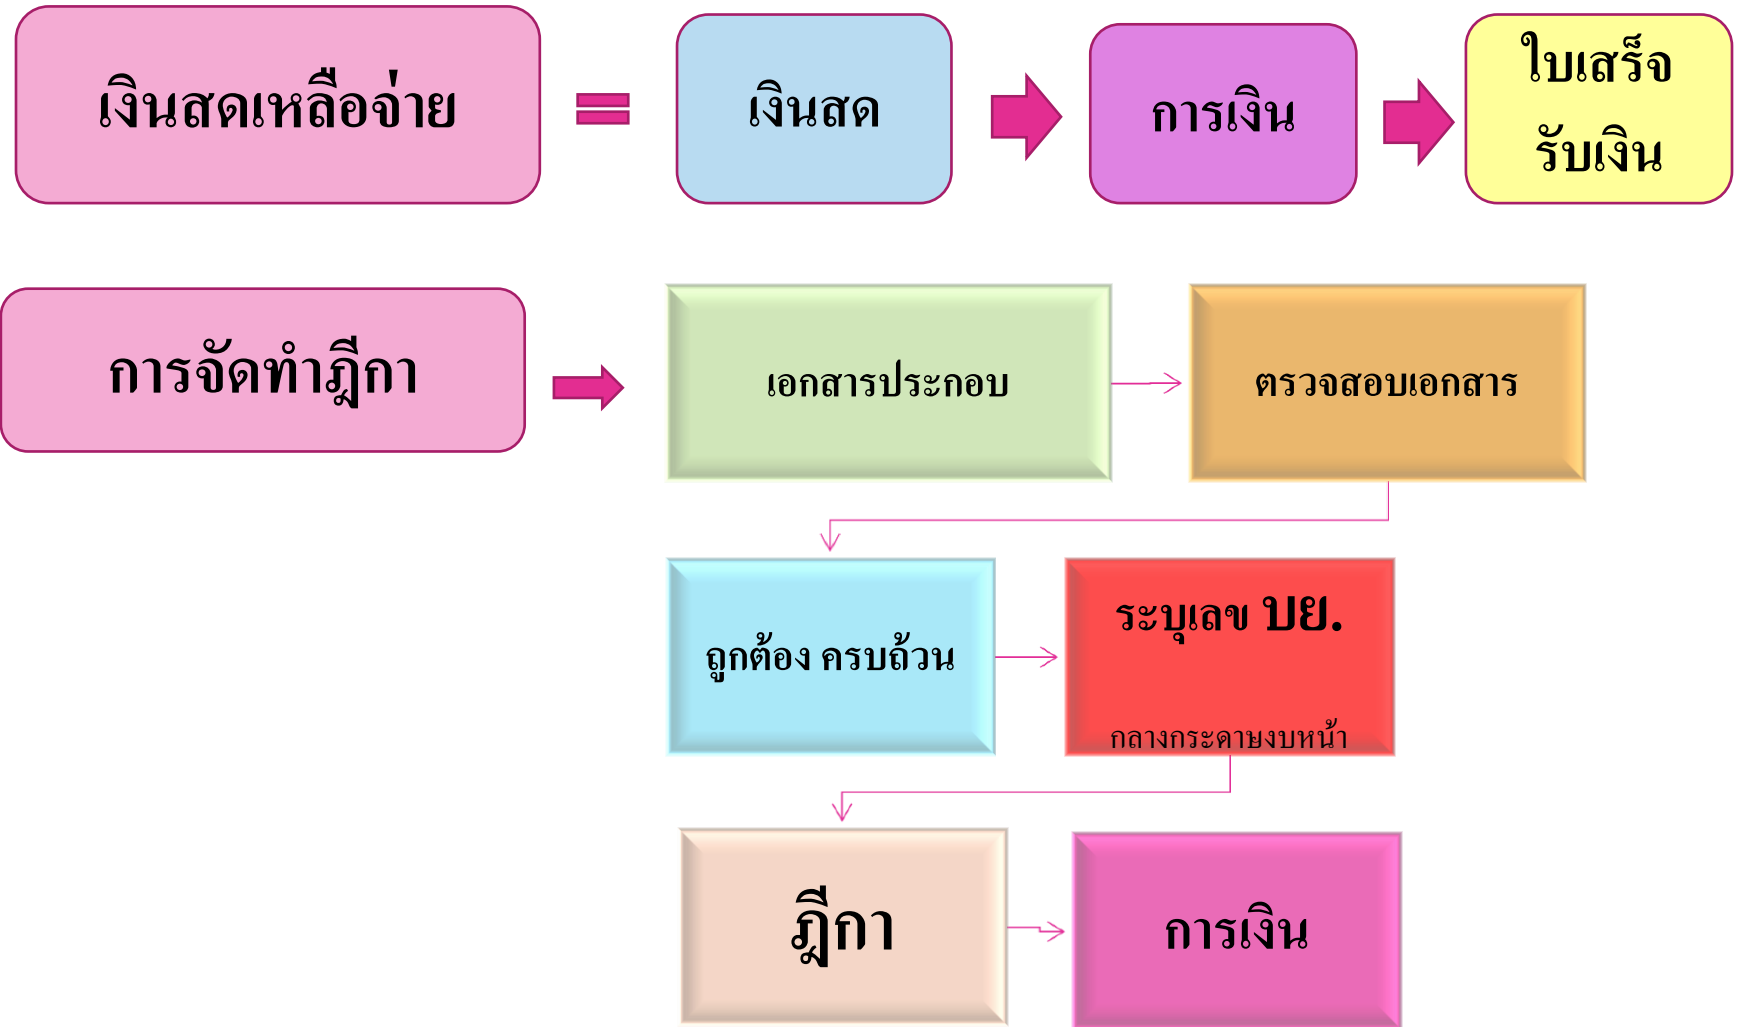 เงินสดเหลือจ่าย
เงินสด
การเงิน
ใบเสร็จ
รับเงิน
การจัดทำฎีกา
เอกสารประกอบ
ตรวจสอบเอกสาร
ถูกต้อง ครบถ้วน
ระบุเลข บย.
กลางกระดาษงบหน้า
ฎีกา
การเงิน